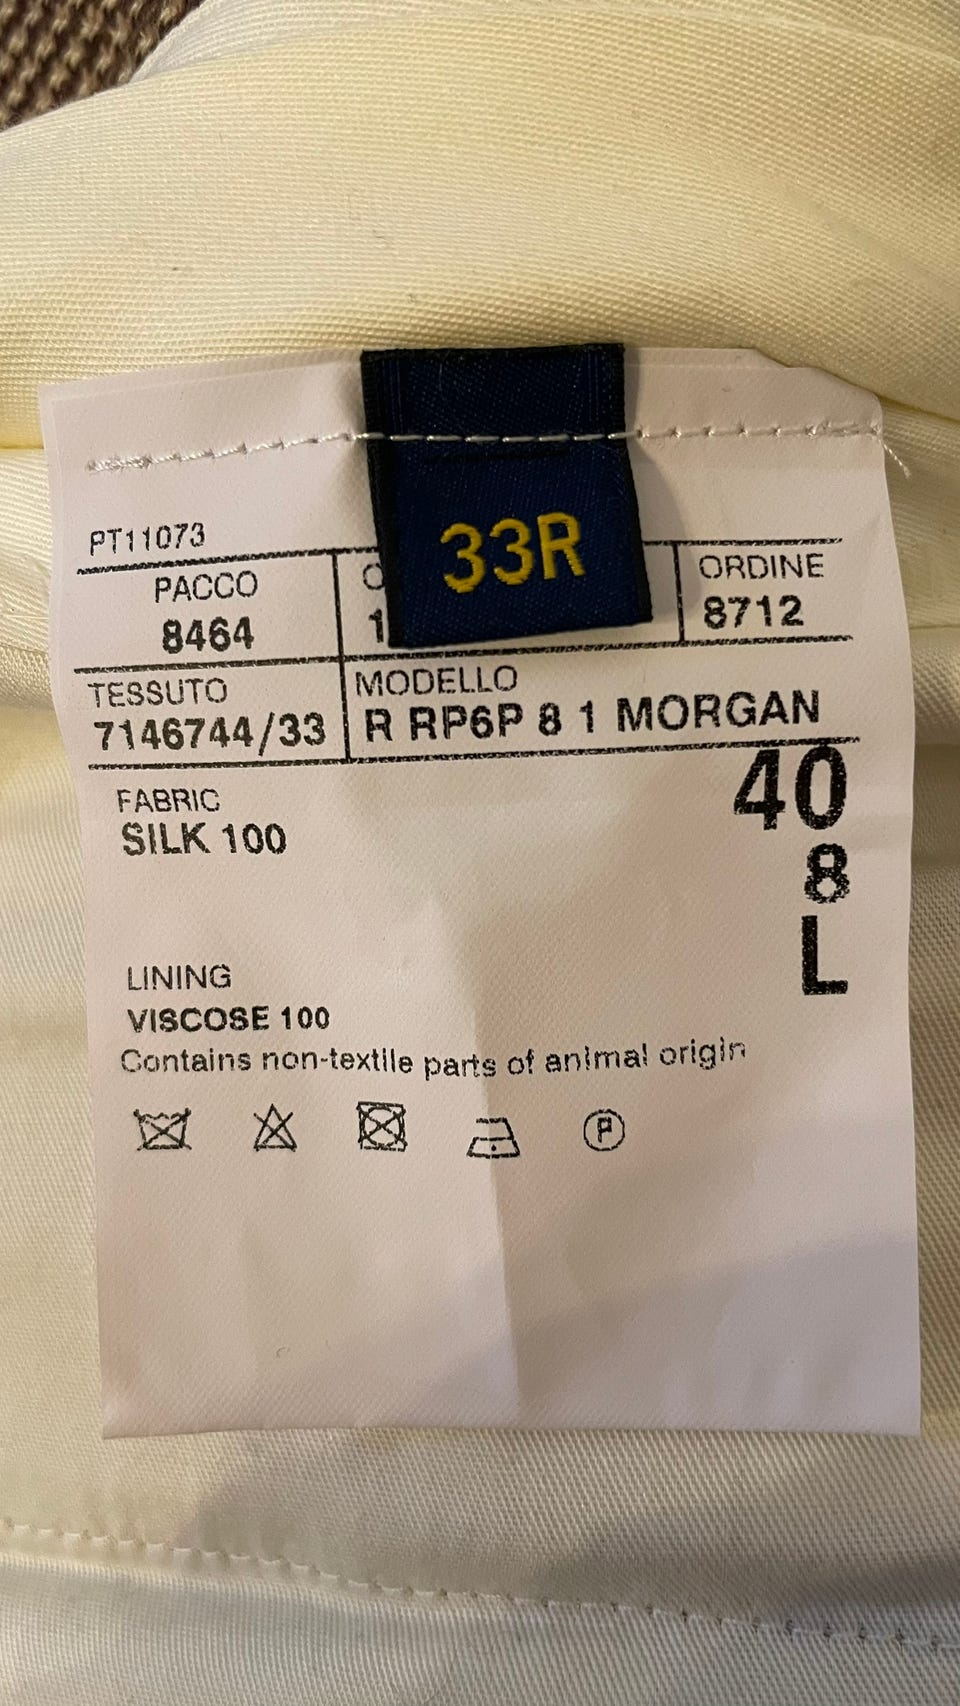 33R
PT11073
PACCO
8464
ORDINE
8712
TESSUTO
7146744/33
MODELLO
R RP6P 8 1 MORGAN
40
8
L
FABRIC
SILK 100
LINING
VISCOSE 100
Contains non-textile parts of animal origin
P